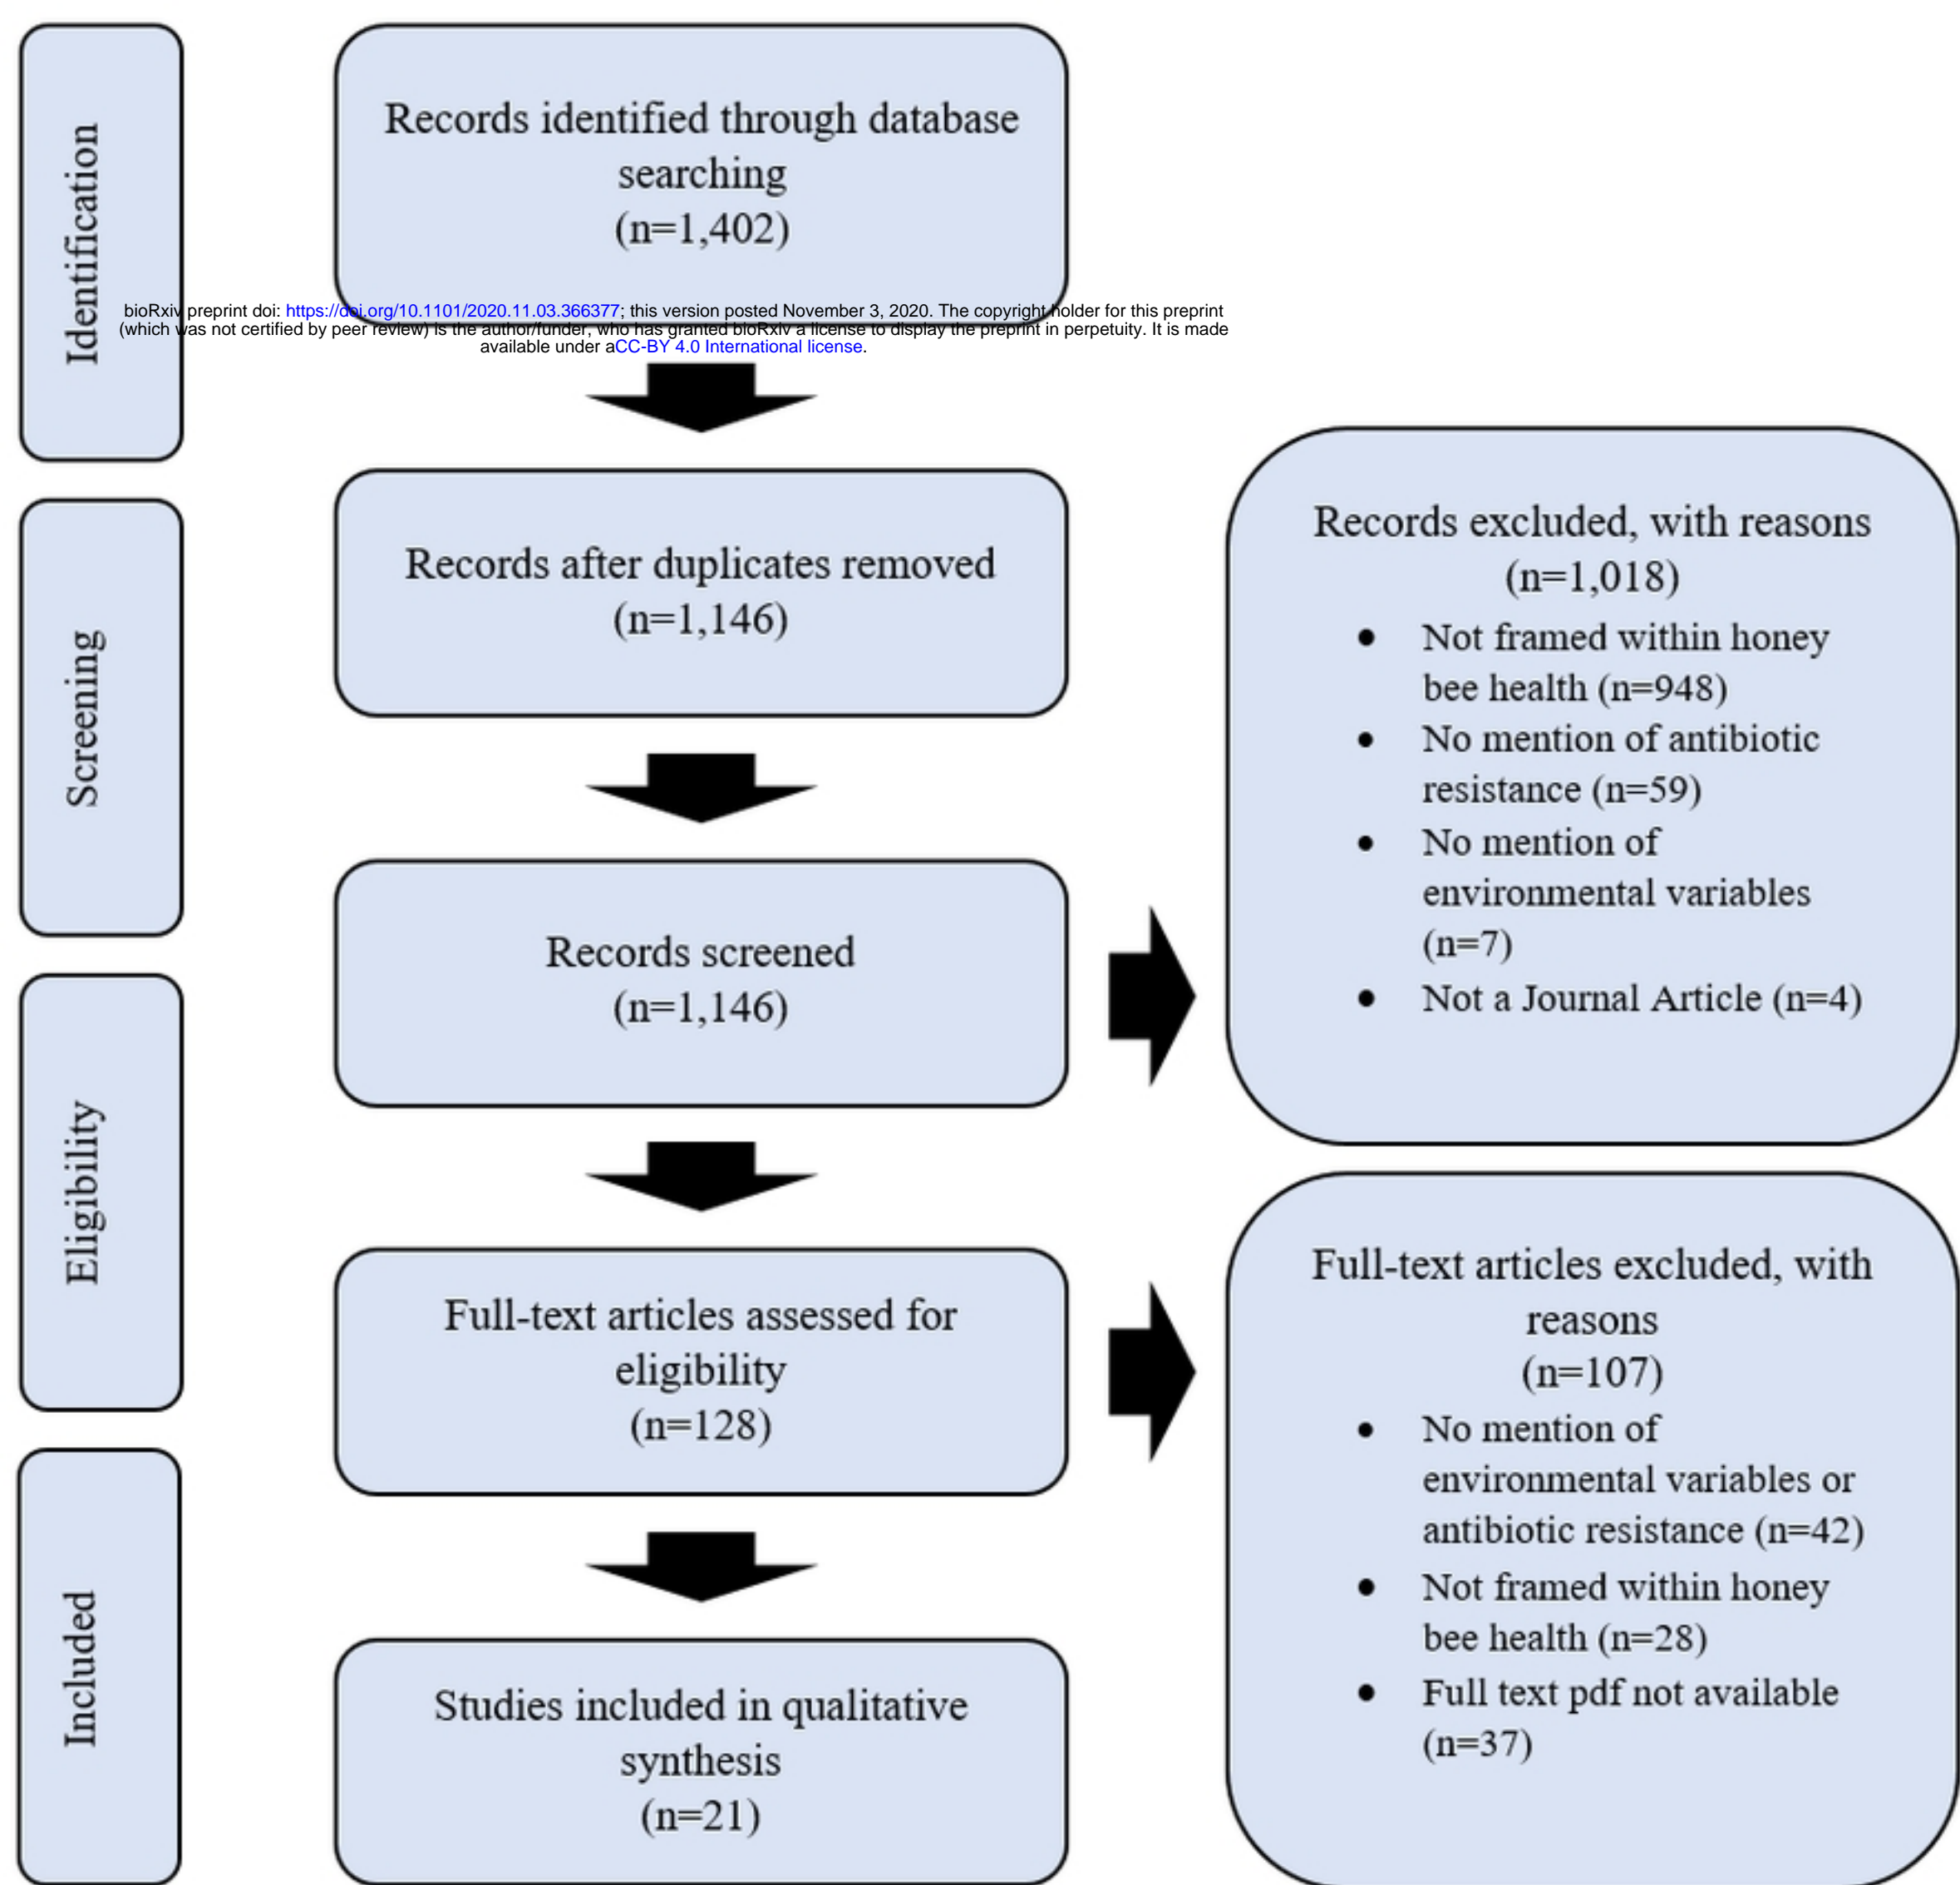 Identification
Records identified through database
searching
(n=1,402)
bioRxiv preprint doi: https://doi.org/10.1101/2020.11.03.366377; this version posted November 3, 2020. The copyright holder for this preprint
(which was not certified by peer review) is the author/funder, who has granted bioRxiv a license to display the preprint in perpetuity. It is made
available under aCC-BY 4.0 International license.
Screening
Records after duplicates removed
(n=1,146)
Records screened
(n=1,146)
Records excluded, with reasons
(n=1,018)
• Not framed within honey
bee health (n=948)
• No mention of antibiotic
resistance (n=59)
• No mention of
environmental variables
(n=7)
• Not a Journal Article (n=4)
Eligibility
Full-text articles assessed for
eligibility
(n=128)
Full-text articles excluded, with
reasons
(n=107)
• No mention of
environmental variables or
antibiotic resistance (n=42)
• Not framed within honey
bee health (n=28)
• Full text pdf not available
(n=37)
Included
Studies included in qualitative
synthesis
(n=21)